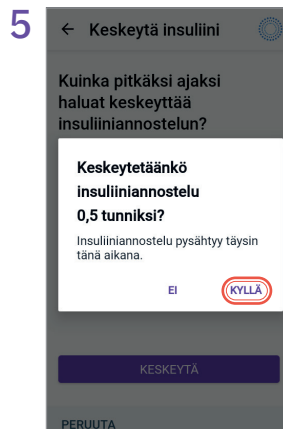 5
← Keskeytä insuliini
Kuinka pitkäksi ajaksi
haluat keskeyttää
insuliiniannostelun?
Keskeytetäänkö
insuliiniannostelu
0,5 tunniksi?
Insuliiniannostelu pysähtyy täysin
tänä aikana.
EI KYLLÄ
KESKEYTÄ
PERUUTA